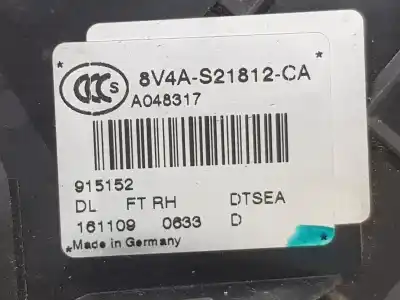 CCC S 8V4A-S21812-CA
A048317
915152
DL FT RH DTSEA
161109 0633 D
*Made in Germany *